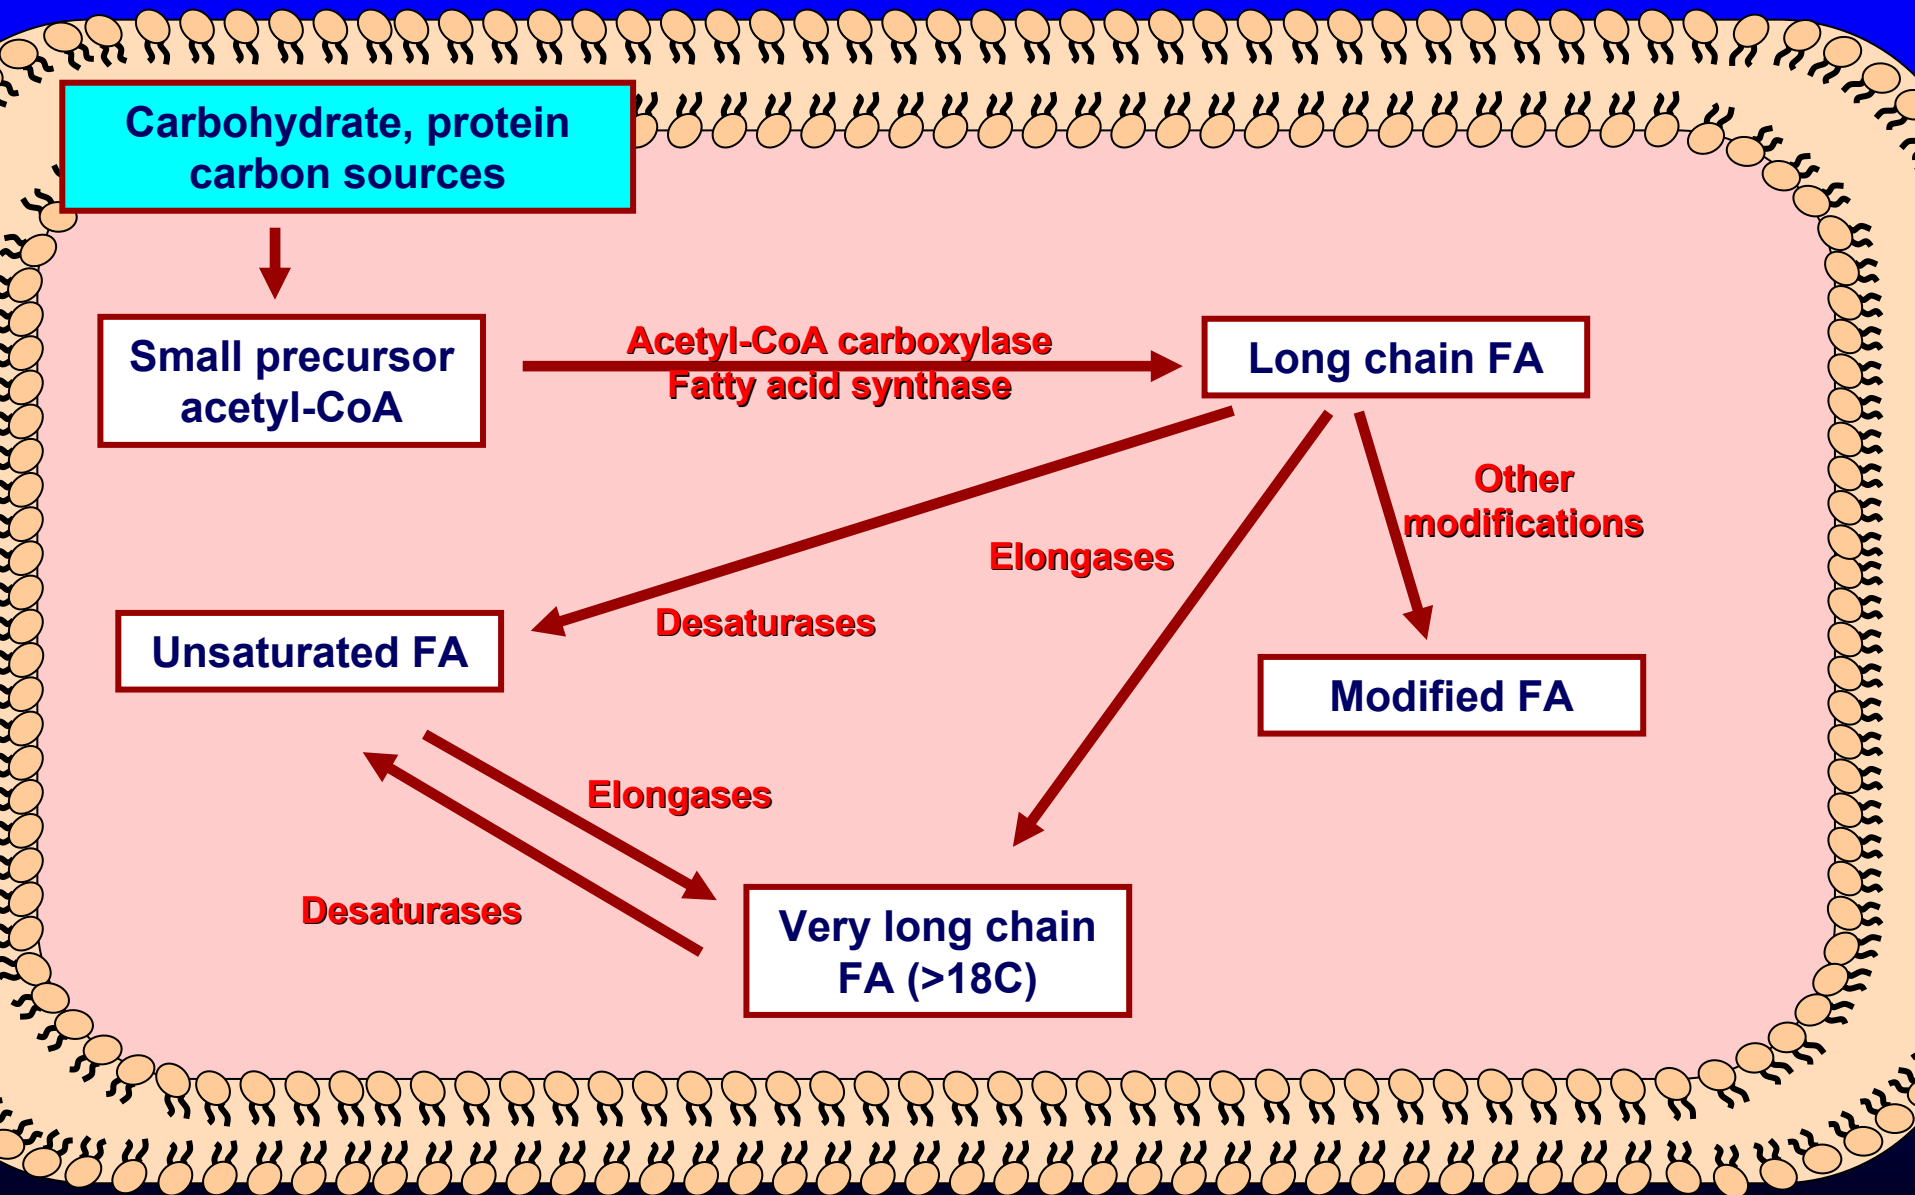 Carbohydrate, protein
carbon sources
Small precursor
acetyl-CoA
Acetyl-CoA carboxylase
Fatty acid synthase
Long chain FA
Other
modifications
Elongases
Desaturases
Unsaturated FA
Modified FA
Elongases
Desaturases
Very long chain
FA (>18C)